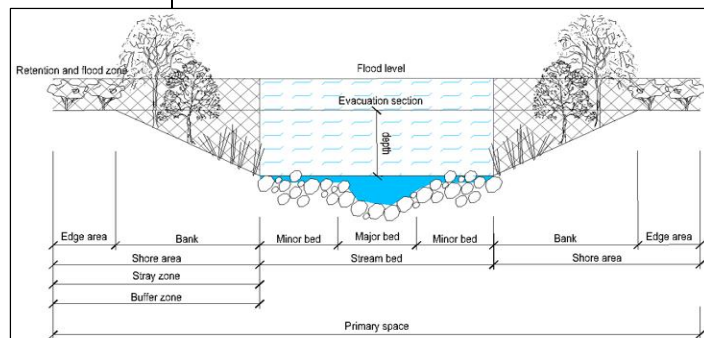 Flood level
Retention and flood zone
Evacuation section
depth
Edge area
Bank
Minor bed
Major bed
Minor bed
Bank
Edge area
Shore area
Stream bed
Shore area
Stray zone
Buffer zone
Primary space